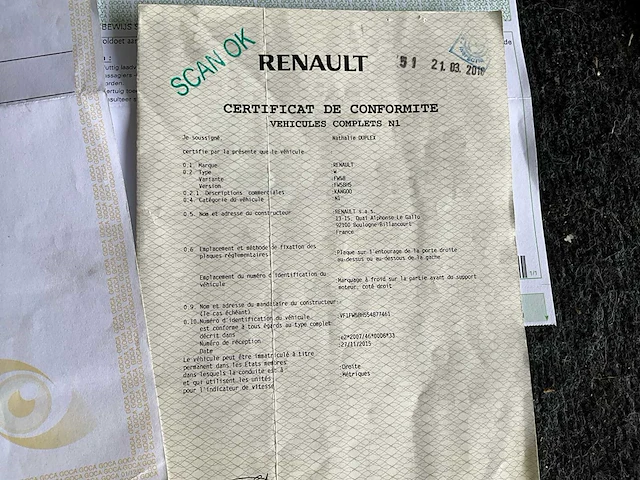 SCAN OK
RENAULT
51 21. 03. 2016
CERTIFICAT DE CONFORMITE
VEHICULES COMPLETS N1
Je soussigné, Nathalie DUPLEX
certifie par la présente que le véhicule
0.1. Marque :RENAULT
0.2. Type :W
Variante :FW58
Version :FW58H5
0.2.1. Descriptions commerciales :KANGOO
0.4. Catégorie du véhicule :N1
0.5. Nom et adresse du constructeur :RENAULT s.a.s.
13-15, Quai Alphonse Le Gallo
92100 Boulogne-Billancourt
France
0.6. Emplacement et méthode de fixation des :Plaque sur l'entourage de la porte droite
plaques réglementaires au-dessus ou au-dessous de la gache
Emplacement du numéro d'identification du :Marquage à froid sur la partie avant du support
véhicule moteur, coté droit
0.9. Nom et adresse du mandataire du constructeur:
(le cas échéant)
0.10.Numéro d'identification du véhicule :VF1FW58H554877461
est conforme à tous égards au type complet
décrit dans
Numéro de réception :e2*2007/46*0006*33
Date :27/11/2015
Le véhicule peut être immatriculé à titre
permanent dans les Etats membres
dans lesquels la conduite est à :Droite
et qui utilisent les unités :Métriques
pour l'indicateur de vitesse
BEWIJS
1/1
GOCA GOCA GOCA GOCA